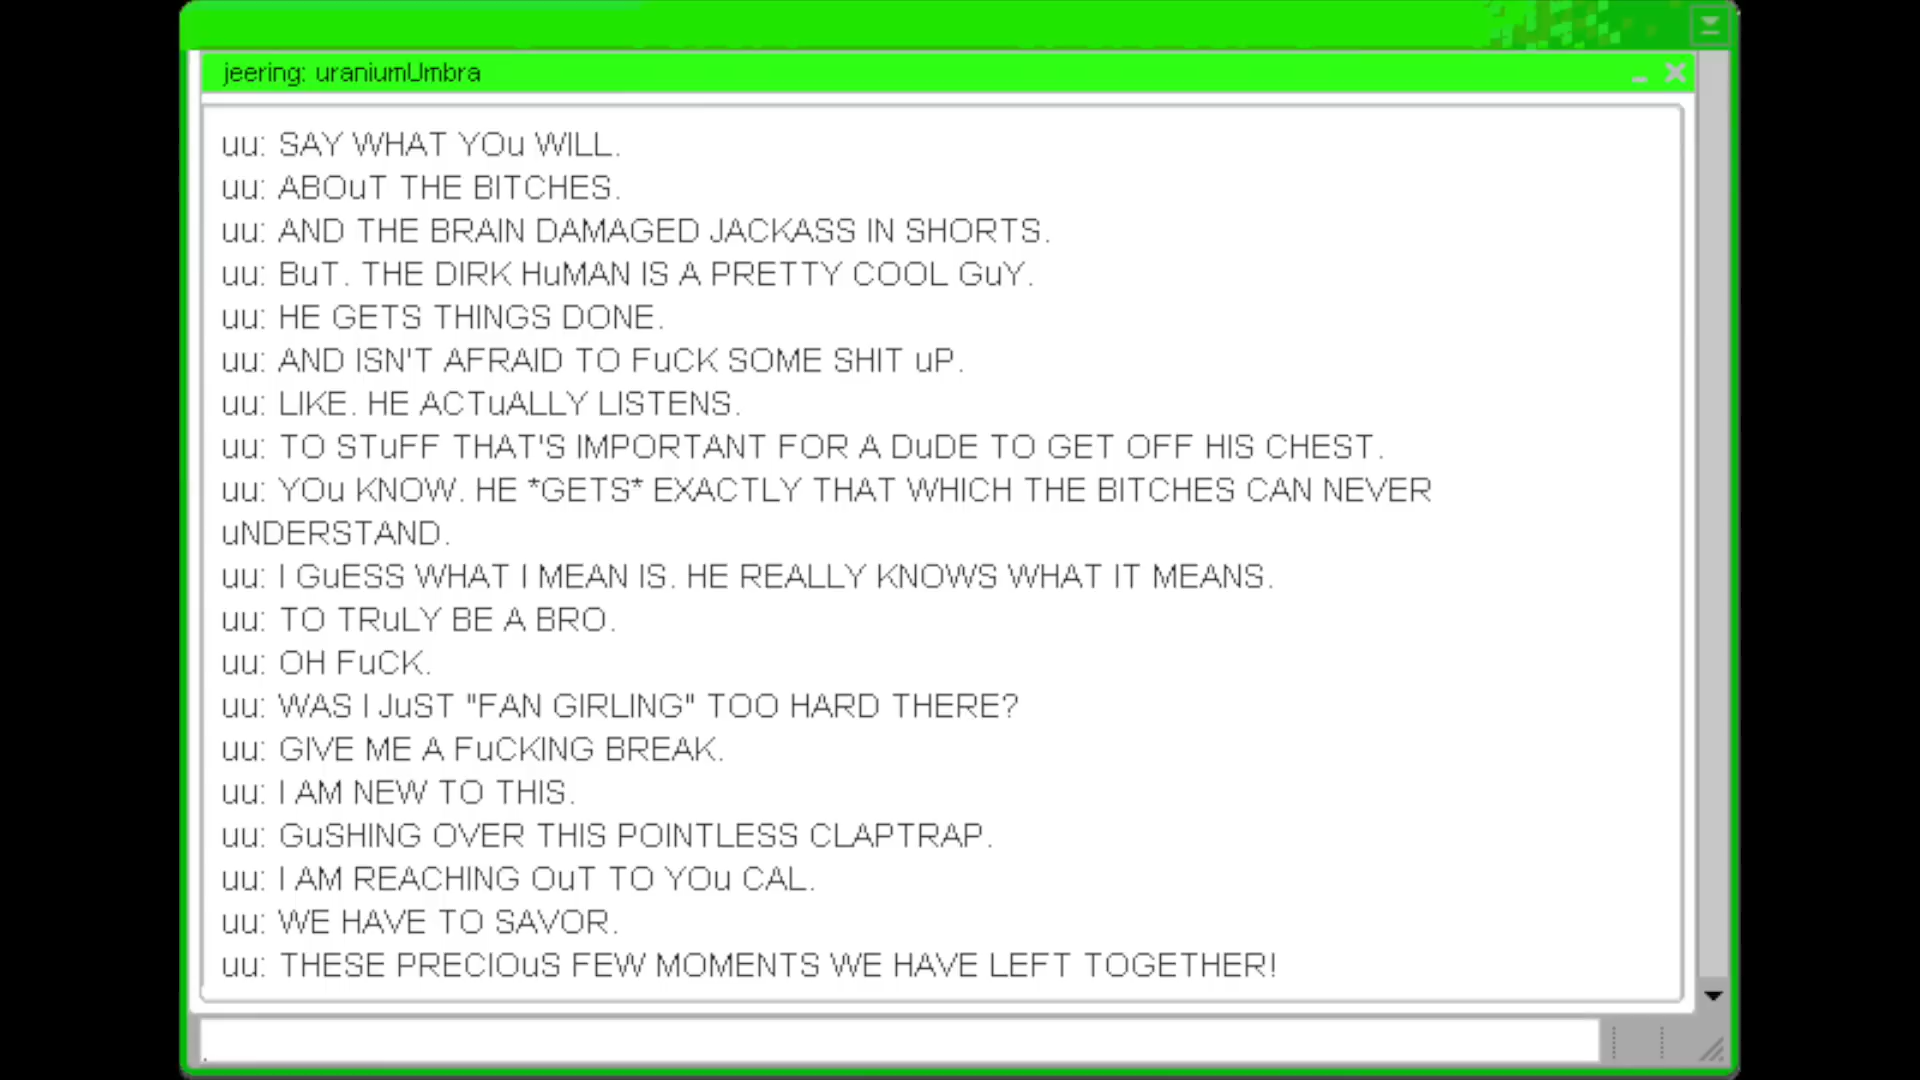 jeering: uraniumUmbra
uu: SAY WHAT YOu WILL.
uu: ABOuT THE BITCHES.
uu: AND THE BRAIN DAMAGED JACKASS IN SHORTS.
uu: BuT. THE DIRK HuMAN IS A PRETTY COOL GuY.
uu: HE GETS THINGS DONE.
uu: AND ISN'T AFRAID TO FuCK SOME SHIT uP.
uu: LIKE. HE ACTuALLY LISTENS.
uu: TO STuFF THAT'S IMPORTANT FOR A DuDE TO GET OFF HIS CHEST.
uu: YOu KNOW. HE *GETS* EXACTLY THAT WHICH THE BITCHES CAN NEVER
uNDERSTAND.
uu: I GuESS WHAT I MEAN IS. HE REALLY KNOWS WHAT IT MEANS.
uu: TO TRuLY BE A BRO.
uu: OH FuCK.
uu: WAS I JuST "FAN GIRLING" TOO HARD THERE?
uu: GIVE ME A FuCKING BREAK.
uu: I AM NEW TO THIS.
uu: GuSHING OVER THIS POINTLESS CLAPTRAP.
uu: I AM REACHING OuT TO YOu CAL.
uu: WE HAVE TO SAVOR.
uu: THESE PRECIOuS FEW MOMENTS WE HAVE LEFT TOGETHER!